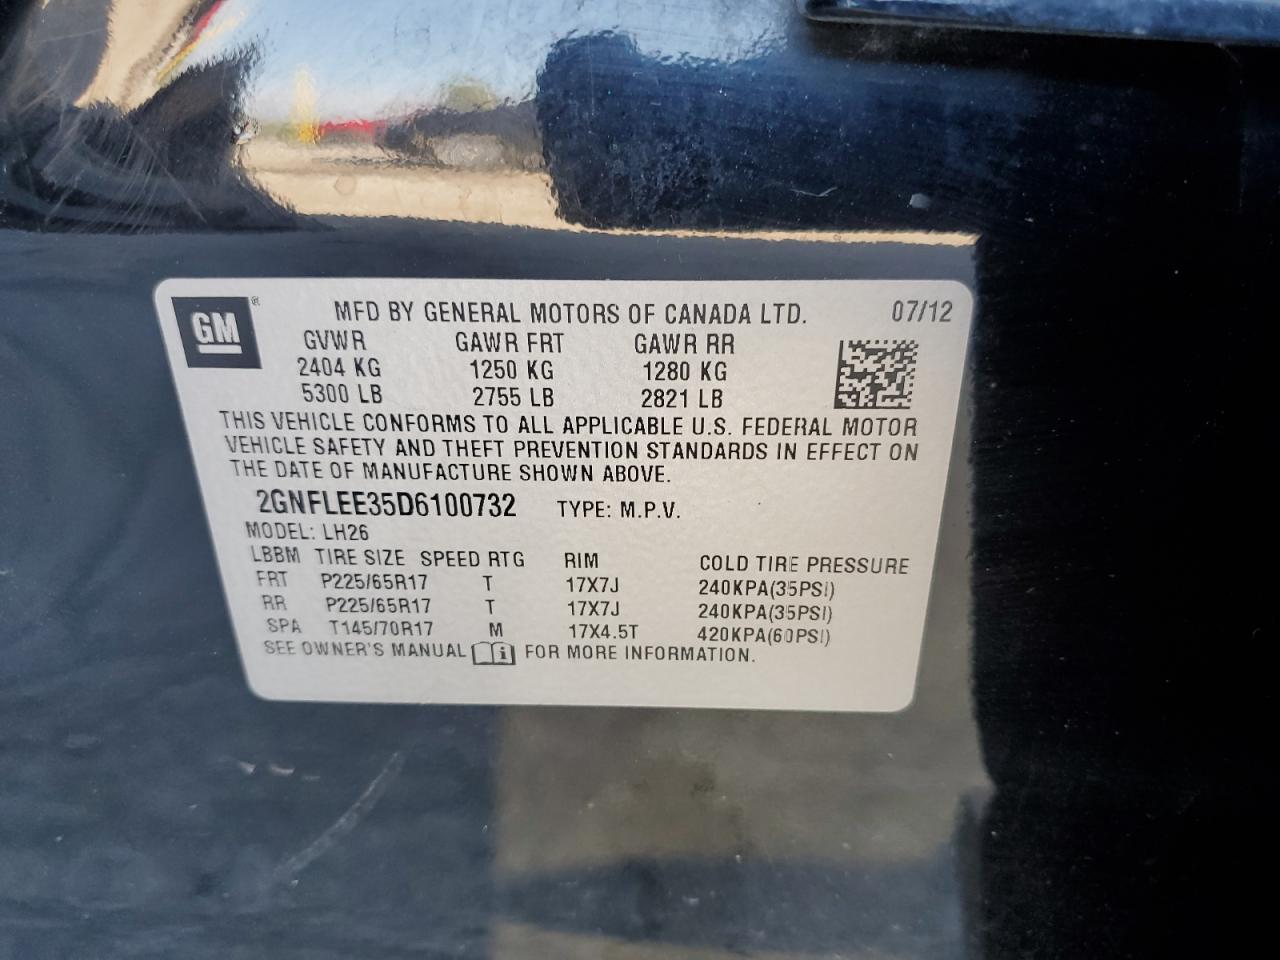 GM ® MFD BY GENERAL MOTORS OF CANADA LTD. 07/12
GVWR GAWR FRT GAWR RR
2404 KG 1250 KG 1280 KG
5300 LB 2755 LB 2821 LB
THIS VEHICLE CONFORMS TO ALL APPLICABLE U.S. FEDERAL MOTOR
VEHICLE SAFETY AND THEFT PREVENTION STANDARDS IN EFFECT ON
THE DATE OF MANUFACTURE SHOWN ABOVE.
2GNFLEE35D6100732 TYPE: M.P.V.
MODEL: LH26
LBBM TIRE SIZE SPEED RTG RIM COLD TIRE PRESSURE
FRT P225/65R17 T 17X7J 240KPA(35PSI)
RR P225/65R17 T 17X7J 240KPA(35PSI)
SPA T145/70R17 M 17X4.5T 420KPA(60PSI)
SEE OWNER'S MANUAL i FOR MORE INFORMATION.